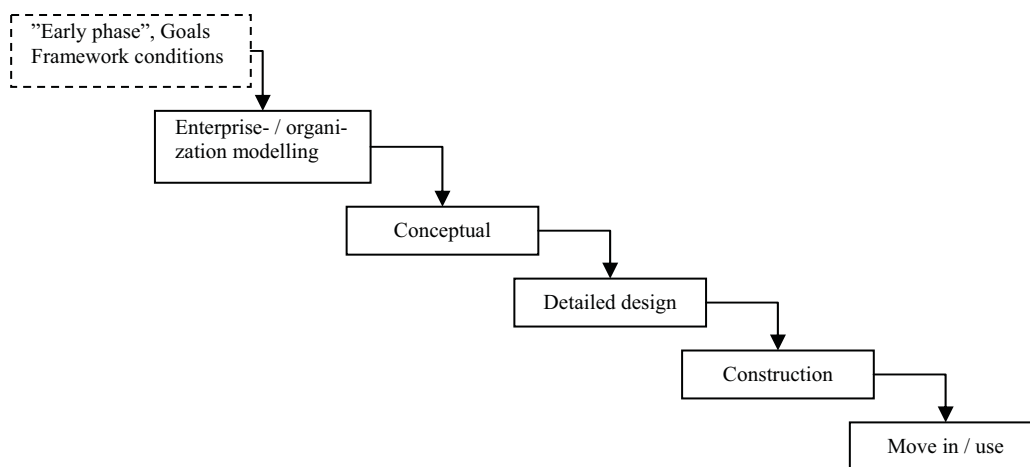 ”Early phase”, Goals
Framework conditions
Enterprise- / organi-
zation modelling
Conceptual
Detailed design
Construction
Move in / use